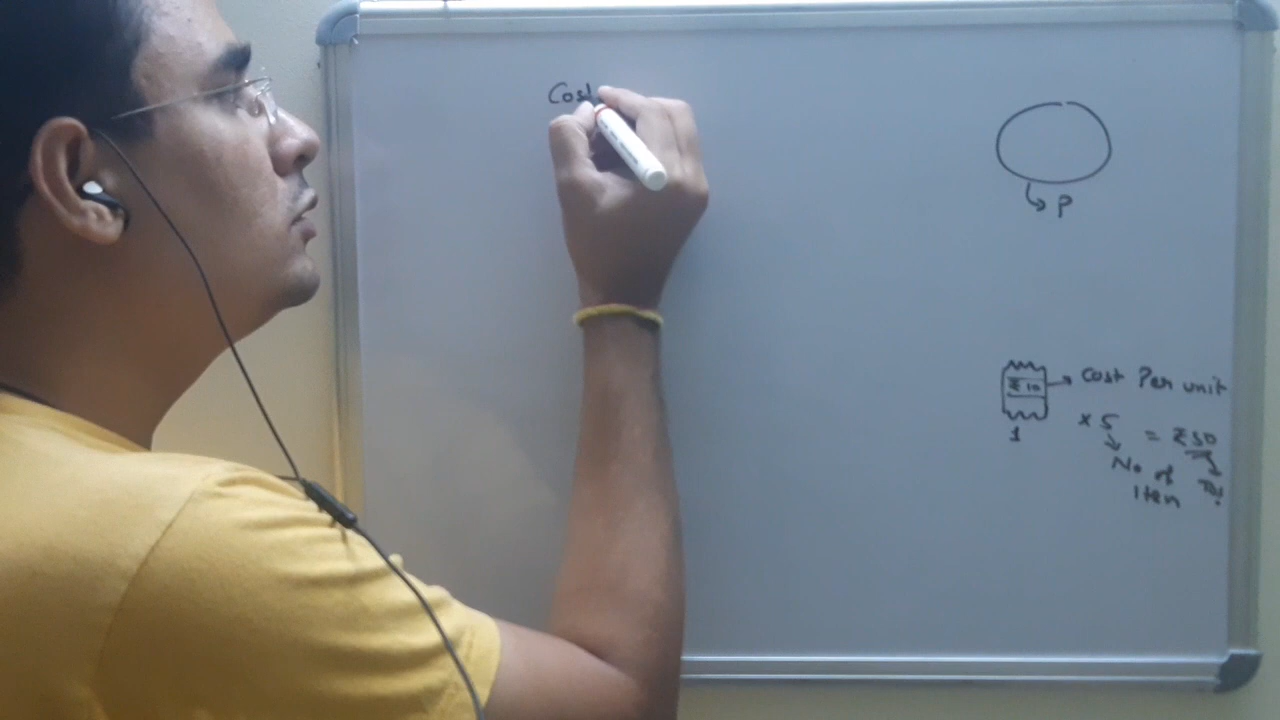 Cost
P
₹10 → Cost Per unit
1
× 5 = ₹50
No of
Item